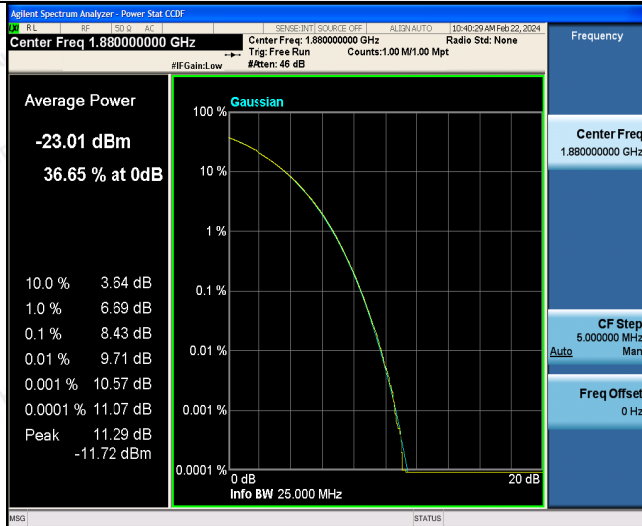 Agilent Spectrum Analyzer - Power Stat CCDF
RL RF 50 Ω AC SENSE:INT SOURCE OFF ALIGN AUTO 10:40:29 AM Feb 22, 2024
Center Freq 1.880000000 GHz
Center Freq: 1.880000000 GHz Radio Std: None
Trig: Free Run Counts:1.00 M/1.00 Mpt
#IFGain:Low #Atten: 46 dB
Frequency
Average Power
-23.01 dBm
36.65 % at 0dB
10.0 % 3.64 dB
1.0 % 6.69 dB
0.1 % 8.43 dB
0.01 % 9.71 dB
0.001 % 10.57 dB
0.0001 % 11.07 dB
Peak 11.29 dB
-11.72 dBm
Gaussian
100 %
10 %
1 %
0.1 %
0.01 %
0.001 %
0.0001 %
0 dB 20 dB
Info BW 25.000 MHz
Center Freq
1.880000000 GHz
CF Step
5.000000 MHz
Auto Man
Freq Offset
0 Hz
MSG STATUS